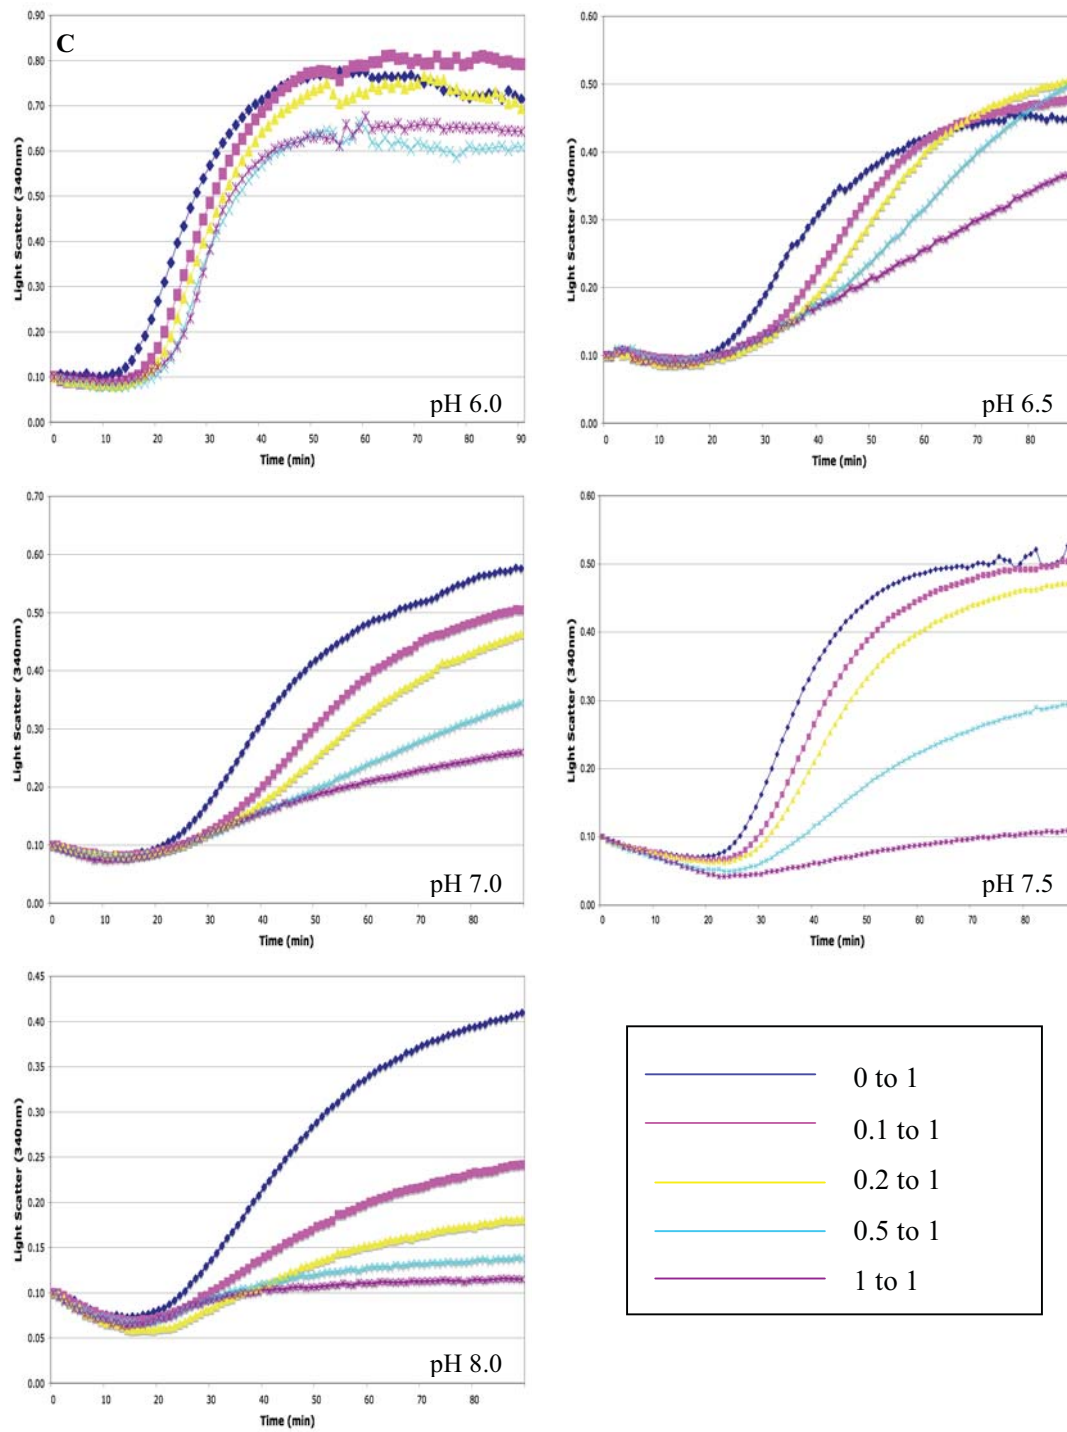 C
0.90
0.80
0.70
0.60
0.50
0.40
0.30
0.20
0.10
0.00
Light Scatter (340nm)
0 10 20 30 40 50 60 70 80 90
Time (min)
pH 6.0
0.60
0.50
0.40
0.30
0.20
0.10
0.00
Light Scatter (340nm)
0 10 20 30 40 50 60 70 80
Time (min)
pH 6.5
0.70
0.60
0.50
0.40
0.30
0.20
0.10
0.00
Light Scatter (340nm)
0 10 20 30 40 50 60 70 80
Time (min)
pH 7.0
0.60
0.50
0.40
0.30
0.20
0.10
0.00
Light Scatter (340nm)
0 10 20 30 40 50 60 70 80
Time (min)
pH 7.5
0.45
0.40
0.35
0.30
0.25
0.20
0.15
0.10
0.05
0.00
Light Scatter (340nm)
0 10 20 30 40 50 60 70 80
Time (min)
pH 8.0
0 to 1
0.1 to 1
0.2 to 1
0.5 to 1
1 to 1